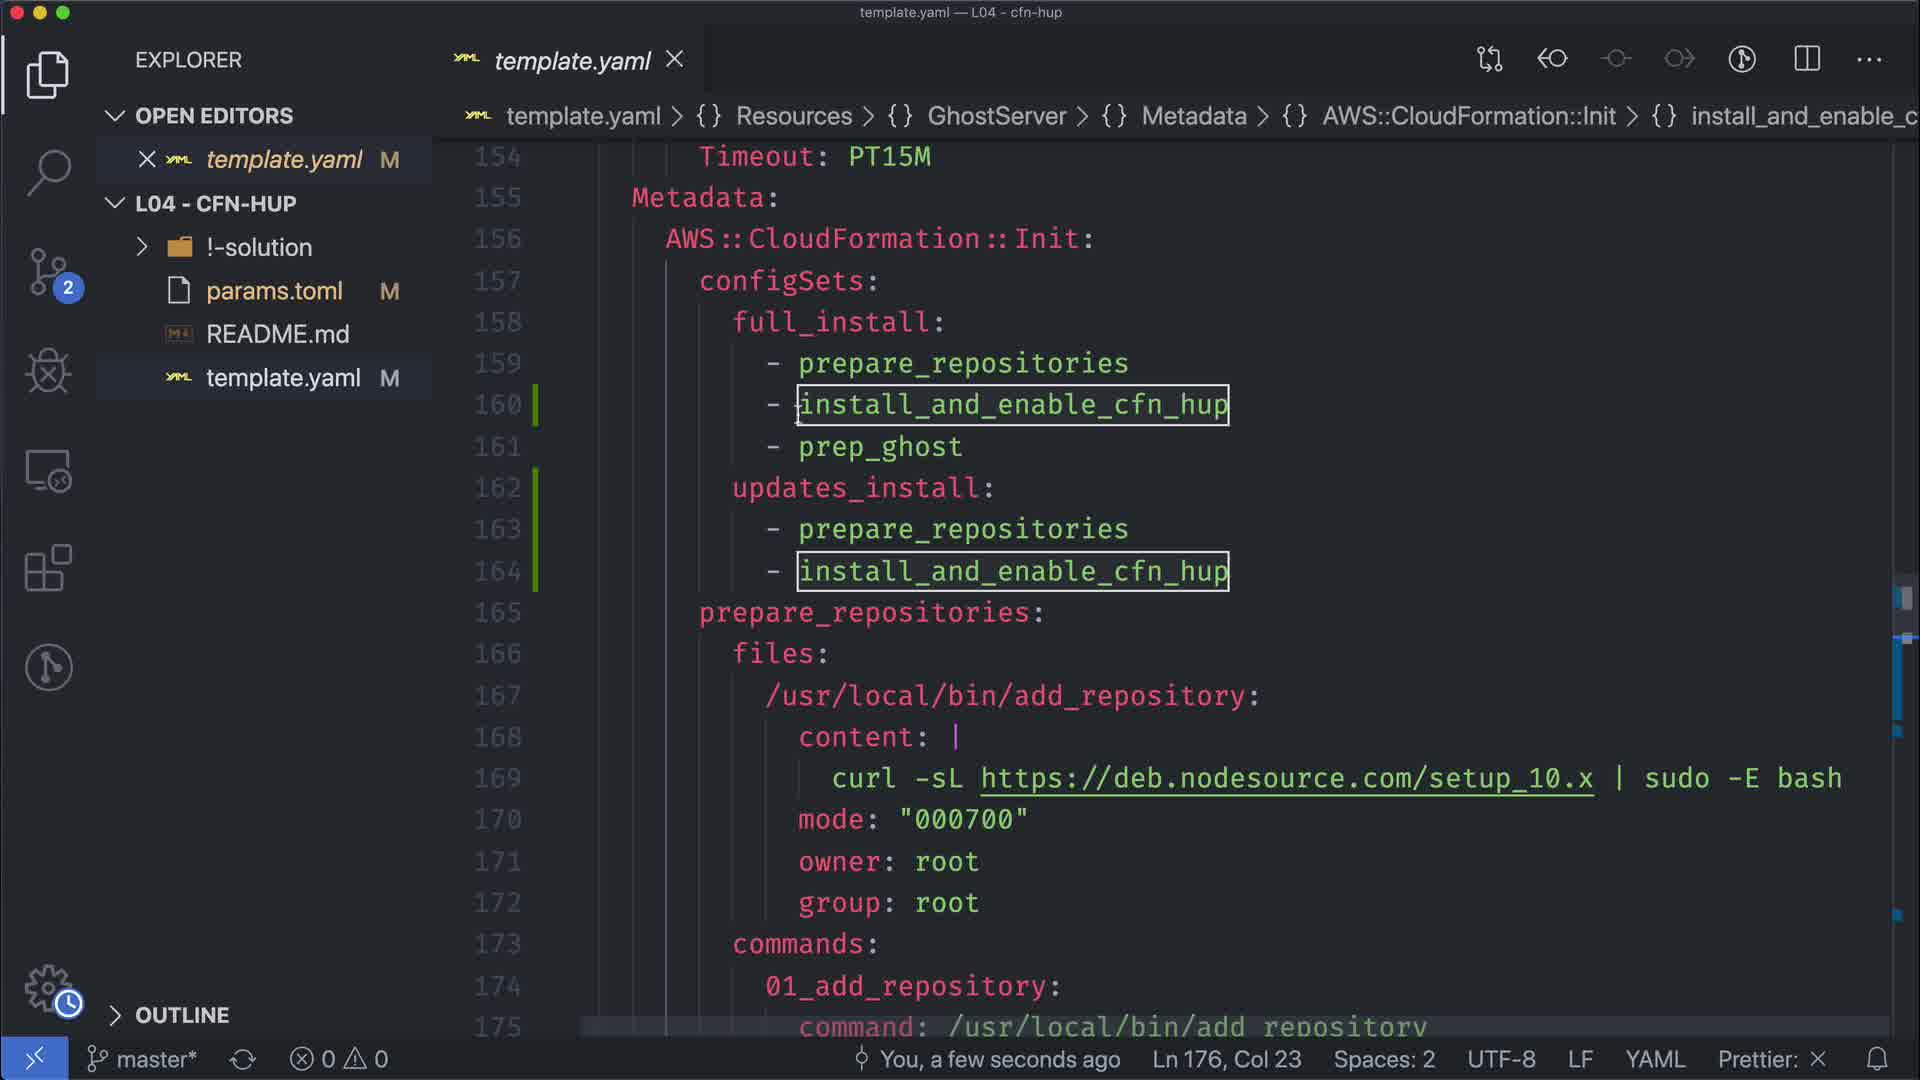 template.yaml — L04 - cfn-hup
EXPLORER
template.yaml
OPEN EDITORS
template.yaml M
L04 - CFN-HUP
!-solution
params.toml M
README.md
template.yaml M
OUTLINE
2
template.yaml > {} Resources > {} GhostServer > {} Metadata > {} AWS::CloudFormation::Init > {} install_and_enable_c
154 Timeout: PT15M
155 Metadata:
156 AWS::CloudFormation::Init:
157 configSets:
158 full_install:
159 - prepare_repositories
160 - install_and_enable_cfn_hup
161 - prep_ghost
162 updates_install:
163 - prepare_repositories
164 - install_and_enable_cfn_hup
165 prepare_repositories:
166 files:
167 /usr/local/bin/add_repository:
168 content: |
169 curl -sL https://deb.nodesource.com/setup_10.x | sudo -E bash
170 mode: "000700"
171 owner: root
172 group: root
173 commands:
174 01_add_repository:
175 command: /usr/local/bin/add_repository
master* 0 0 You, a few seconds ago Ln 176, Col 23 Spaces: 2 UTF-8 LF YAML Prettier: ×